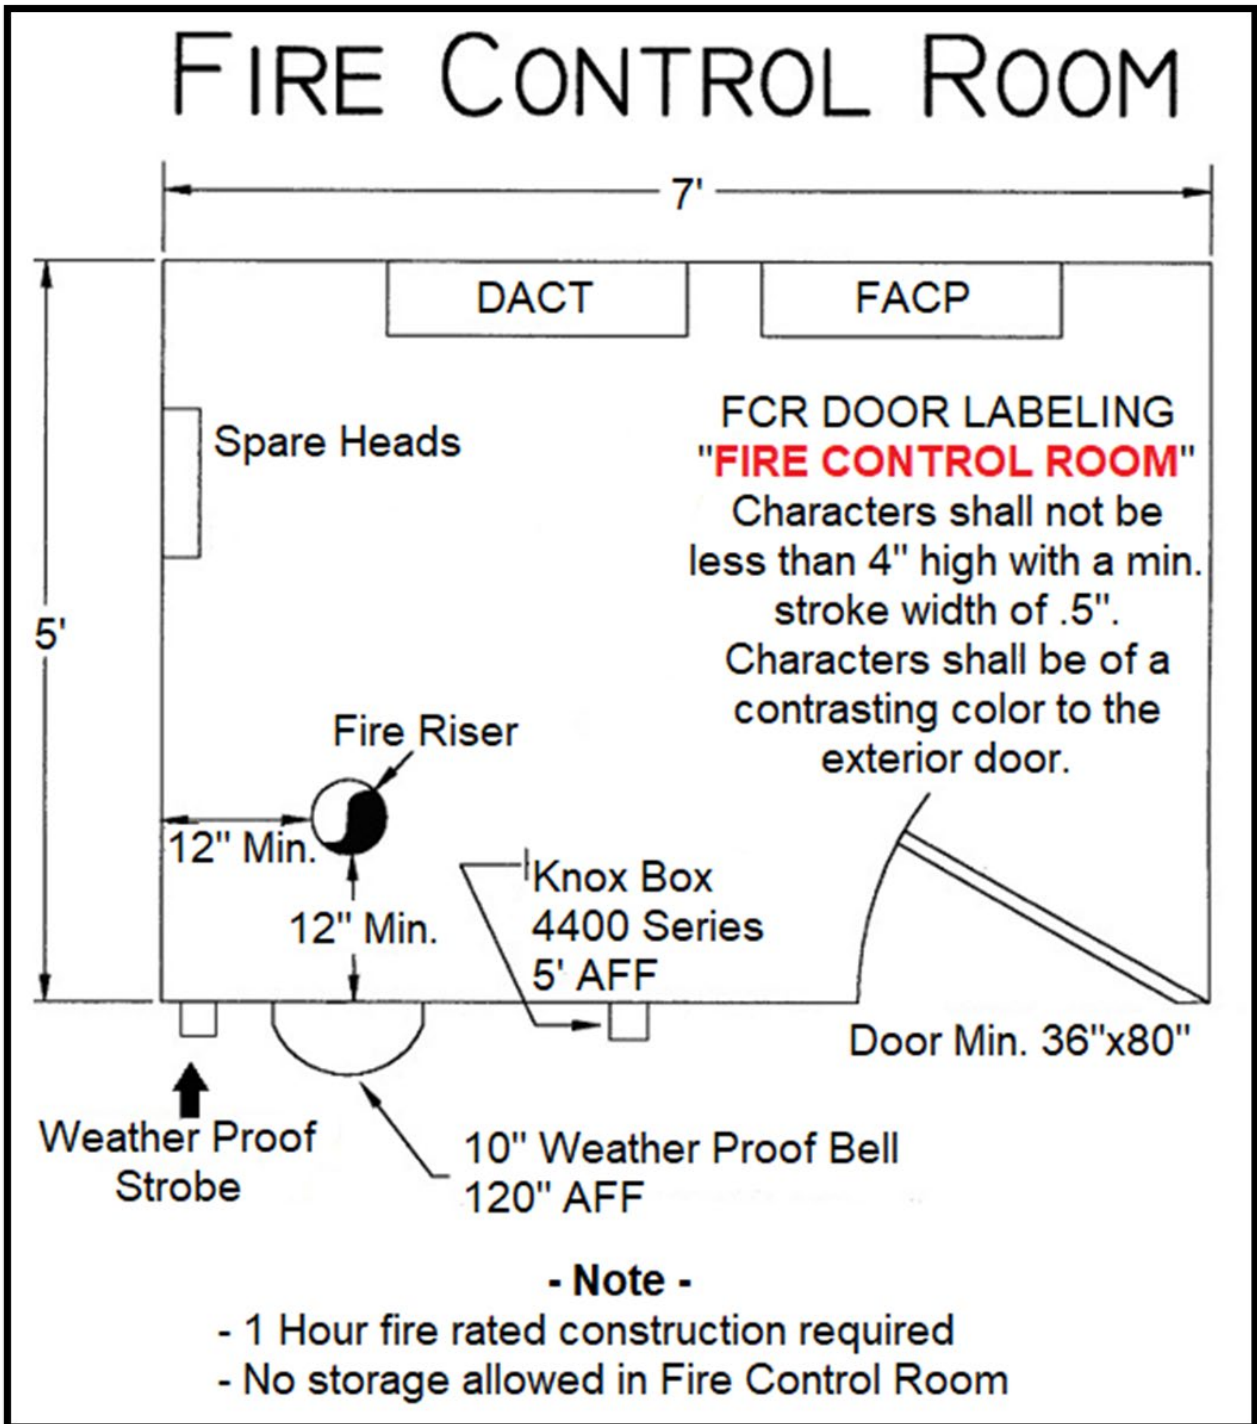 FIRE CONTROL ROOM
7'
DACT
FACP
Spare Heads
FCR DOOR LABELING
"FIRE CONTROL ROOM"
Characters shall not be
less than 4" high with a min.
stroke width of .5".
Characters shall be of a
contrasting color to the
exterior door.
5'
Fire Riser
12" Min.
12" Min.
Knox Box
4400 Series
5' AFF
Door Min. 36"x80"
Weather Proof
Strobe
10" Weather Proof Bell
120" AFF
- Note -
- 1 Hour fire rated construction required
- No storage allowed in Fire Control Room